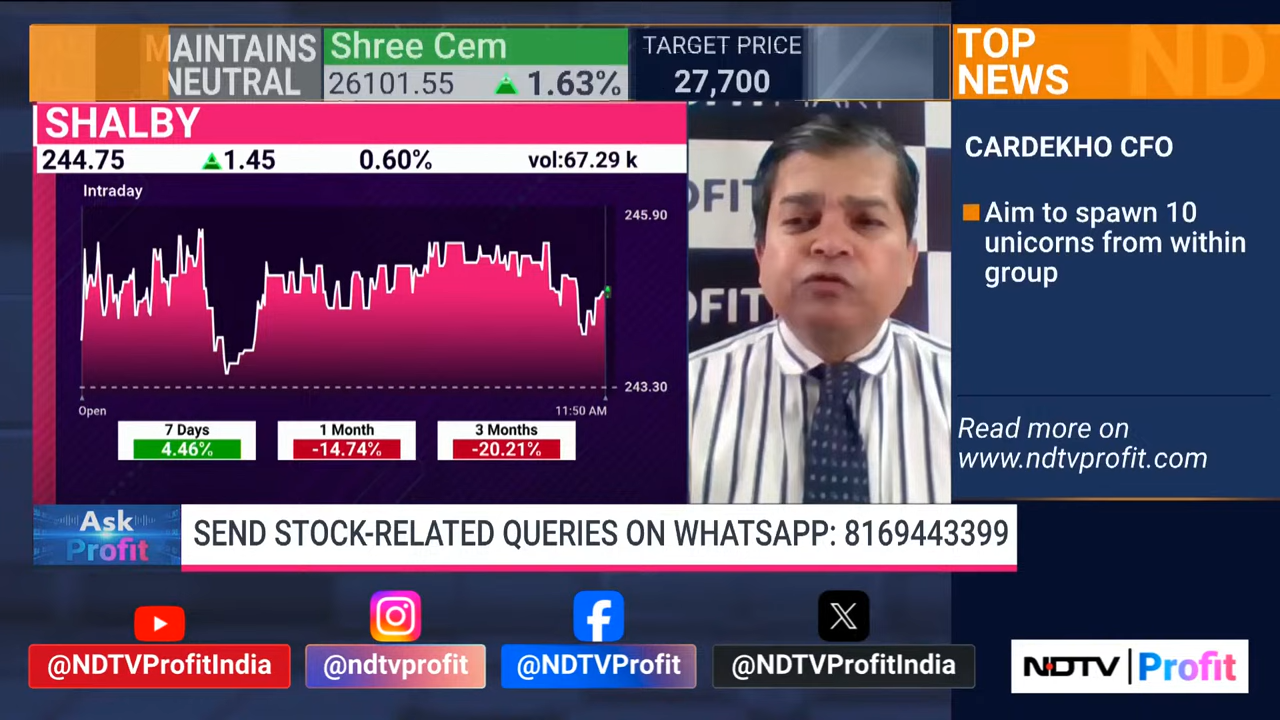 MAINTAINS
NEUTRAL
Shree Cem
26101.55 1.63%
TARGET PRICE
27,700
TOP
NEWS
SHALBY
244.75 1.45 0.60% vol:67.29 k
Intraday
245.90
243.30
Open 11:50 AM
7 Days
4.46%
1 Month
-14.74%
3 Months
-20.21%
CARDEKHO CFO
Aim to spawn 10
unicorns from within
group
Read more on
www.ndtvprofit.com
Ask
Profit
SEND STOCK-RELATED QUERIES ON WHATSAPP: 8169443399
@NDTVProfitIndia
@ndtvprofit
@NDTVProfit
@NDTVProfitIndia
NDTV Profit